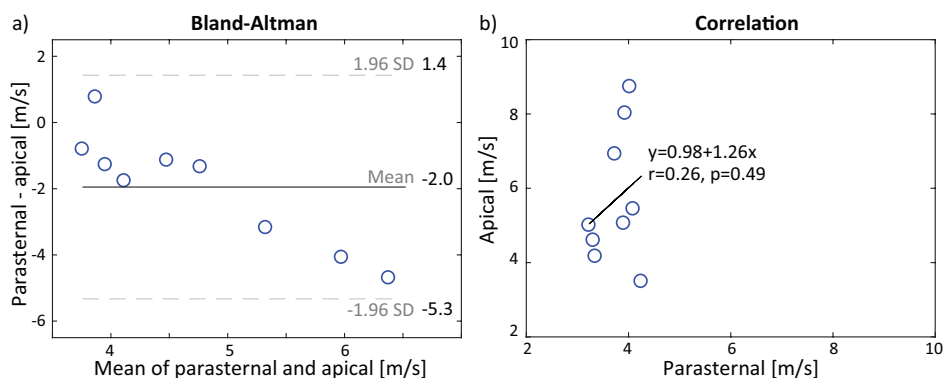 a)
Bland-Altman
Parasternal - apical [m/s]
2
0
-2
-4
-6
1.96 SD 1.4
Mean -2.0
-1.96 SD -5.3
4 5 6
Mean of parasternal and apical [m/s]
b)
Correlation
Apical [m/s]
10
8
6
4
2
y=0.98+1.26x
r=0.26, p=0.49
2 4 6 8 10
Parasternal [m/s]